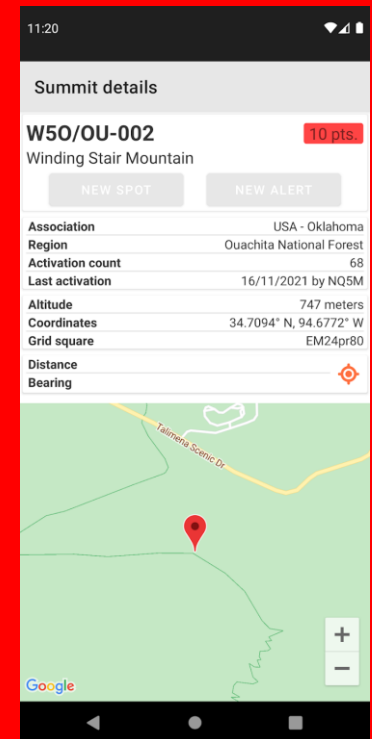 11:20
Summit details
W5O/OU-002 10 pts.
Winding Stair Mountain
NEW SPOT NEW ALERT
Association USA - Oklahoma
Region Ouachita National Forest
Activation count 68
Last activation 16/11/2021 by NQ5M
Altitude 747 meters
Coordinates 34.7094° N, 94.6772° W
Grid square EM24pr80
Distance
Bearing
Talimena Scenic Dr
+
−
Google